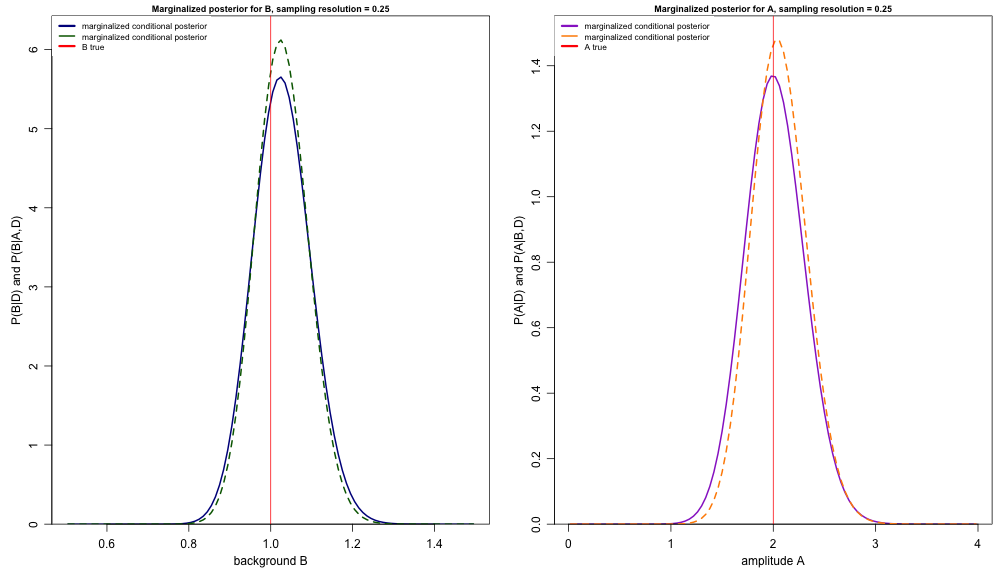 Marginalized posterior for B, sampling resolution = 0.25
marginalized conditional posterior
marginalized conditional posterior
B true
P(B|D) and P(B|A,D)
0
1
2
3
4
5
6
0.6
0.8
1.0
1.2
1.4
background B
Marginalized posterior for A, sampling resolution = 0.25
marginalized conditional posterior
marginalized conditional posterior
A true
P(A|D) and P(A|B,D)
0.0
0.2
0.4
0.6
0.8
1.0
1.2
1.4
0
1
2
3
4
amplitude A